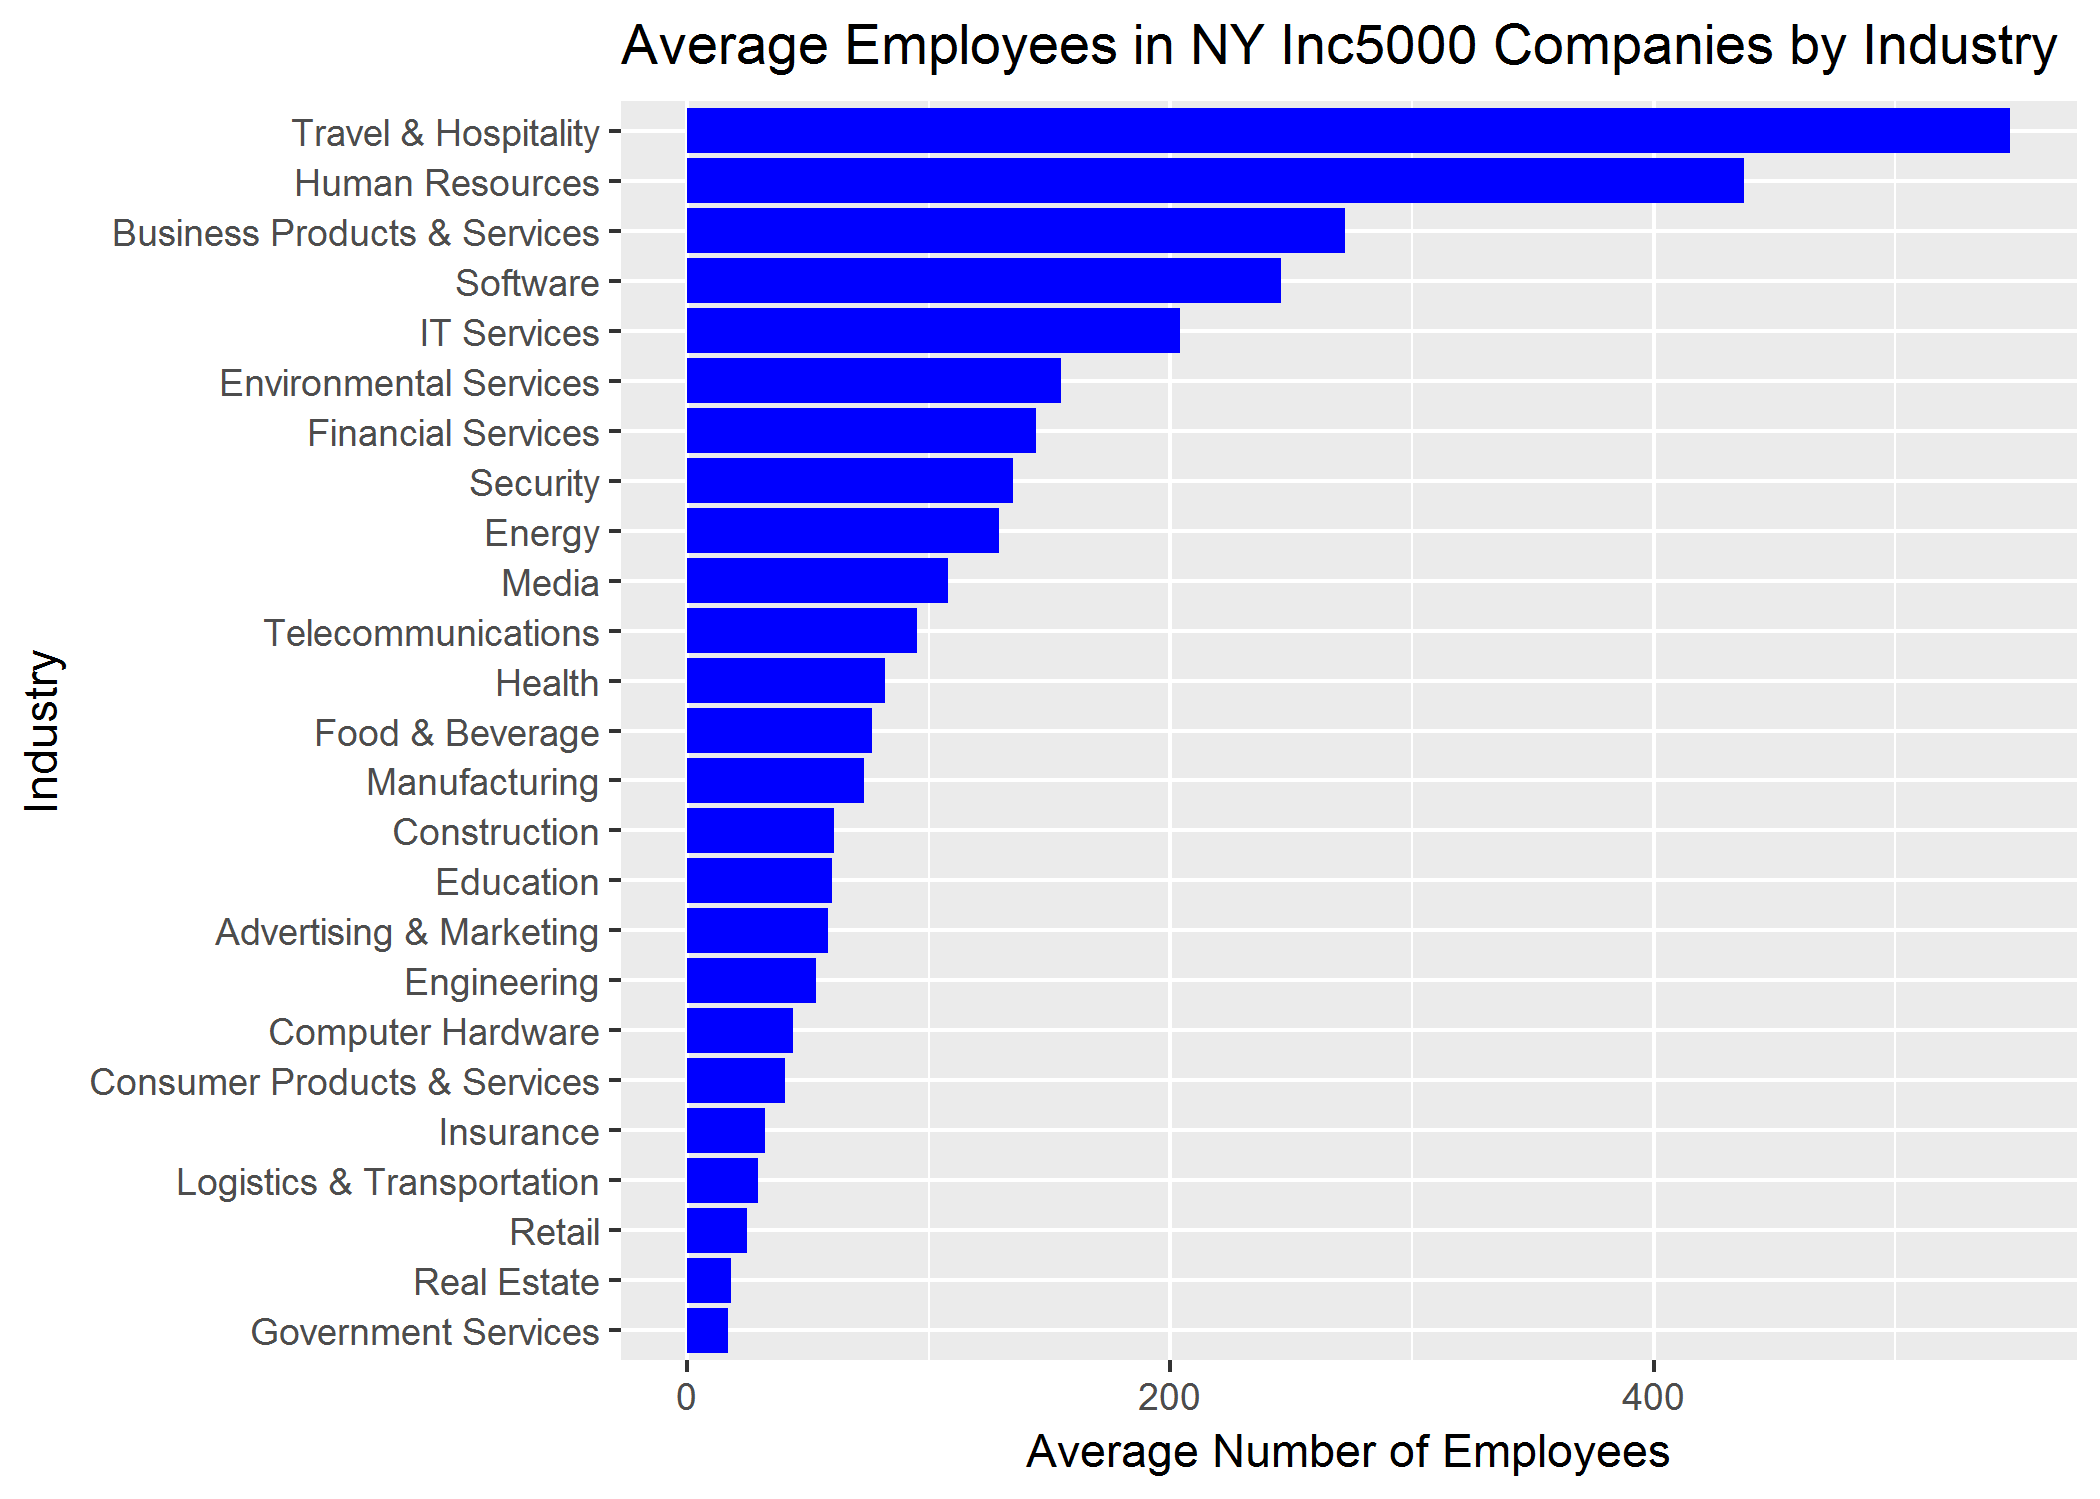 Average Employees in NY Inc5000 Companies by Industry
Travel & Hospitality
Human Resources
Business Products & Services
Software
IT Services
Environmental Services
Financial Services
Security
Energy
Media
Telecommunications
Health
Food & Beverage
Manufacturing
Construction
Education
Advertising & Marketing
Engineering
Computer Hardware
Consumer Products & Services
Insurance
Logistics & Transportation
Retail
Real Estate
Government Services
Industry
0 200 400
Average Number of Employees